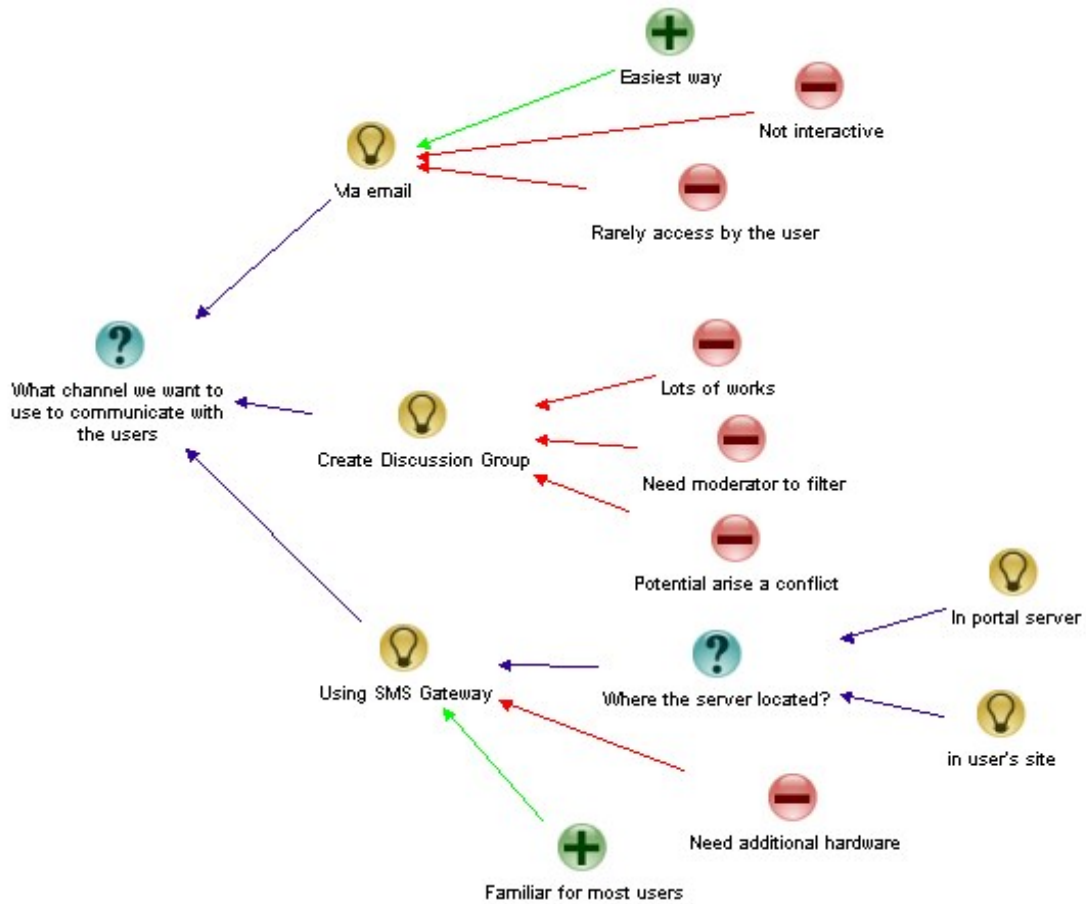 Easiest way
Not interactive
Via email
Rarely access by the user
What channel we want to
use to communicate with
the users
Lots of works
Create Discussion Group
Need moderator to filter
Potential arise a conflict
In portal server
Using SMS Gateway
Where the server located?
in user's site
Need additional hardware
Familiar for most users